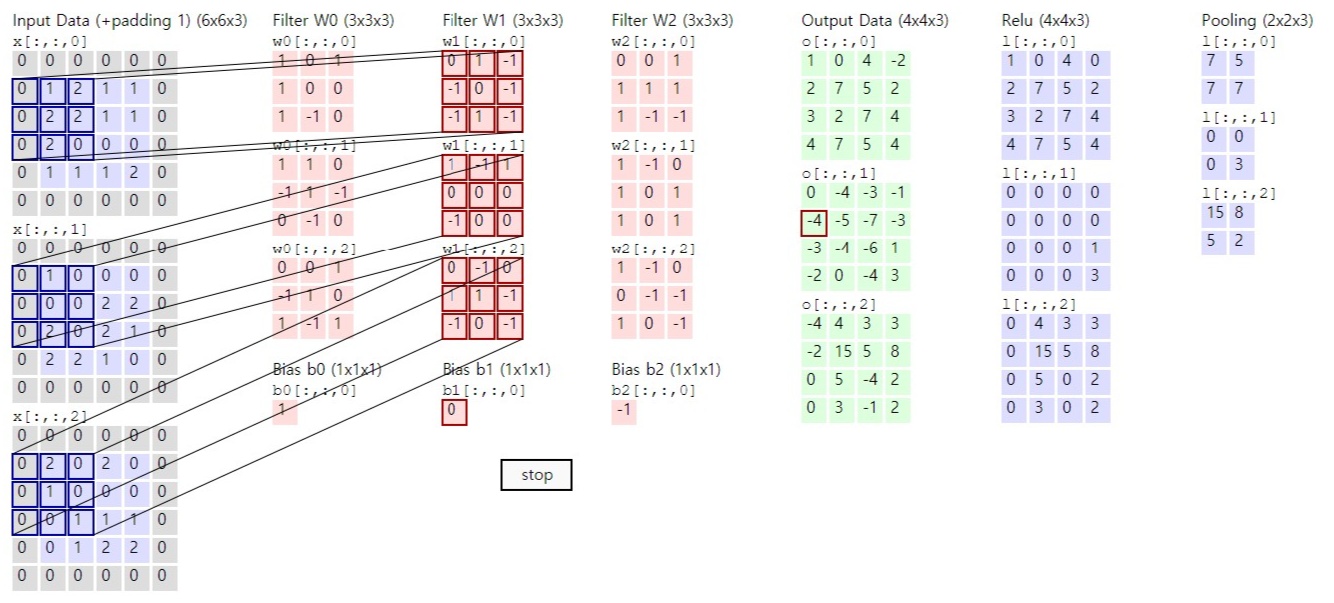 Input Data (+padding 1) (6x6x3)
x[:,:,0]
0 0 0 0 0 0
0 1 2 1 1 0
0 2 2 1 1 0
0 2 0 0 0 0
0 1 1 1 2 0
0 0 0 0 0 0
x[:,:,1]
0 0 0 0 0 0
0 1 0 0 0 0
0 0 0 2 2 0
0 2 0 2 1 0
0 2 2 1 0 0
0 0 0 0 0 0
x[:,:,2]
0 0 0 0 0 0
0 2 0 2 0 0
0 1 0 0 0 0
0 0 1 1 1 0
0 0 1 2 2 0
0 0 0 0 0 0
Filter W0 (3x3x3)
w0[:,:,0]
1 0 1
1 0 0
1 -1 0
w0[:,:,1]
1 1 0
-1 1 -1
0 -1 0
w0[:,:,2]
0 0 1
-1 1 0
1 -1 1
Bias b0 (1x1x1)
b0[:,:,0]
1
Filter W1 (3x3x3)
w1[:,:,0]
0 1 -1
-1 0 -1
-1 1 -1
w1[:,:,1]
1 -1 1
0 0 0
-1 0 0
w1[:,:,2]
0 -1 0
1 1 -1
-1 0 -1
Bias b1 (1x1x1)
b1[:,:,0]
0
stop
Filter W2 (3x3x3)
w2[:,:,0]
0 0 1
1 1 1
1 -1 -1
w2[:,:,1]
1 -1 0
1 0 1
1 0 1
w2[:,:,2]
1 -1 0
0 -1 -1
1 0 -1
Bias b2 (1x1x1)
b2[:,:,0]
-1
Output Data (4x4x3)
o[:,:,0]
1 0 4 -2
2 7 5 2
3 2 7 4
4 7 5 4
o[:,:,1]
0 -4 -3 -1
-4 -5 -7 -3
-3 -4 -6 1
-2 0 -4 3
o[:,:,2]
-4 4 3 3
-2 15 5 8
0 5 -4 2
0 3 -1 2
Relu (4x4x3)
l[:,:,0]
1 0 4 0
2 7 5 2
3 2 7 4
4 7 5 4
l[:,:,1]
0 0 0 0
0 0 0 0
0 0 0 1
0 0 0 3
l[:,:,2]
0 4 3 3
0 15 5 8
0 5 0 2
0 3 0 2
Pooling (2x2x3)
l[:,:,0]
7 5
7 7
l[:,:,1]
0 0
0 3
l[:,:,2]
15 8
5 2